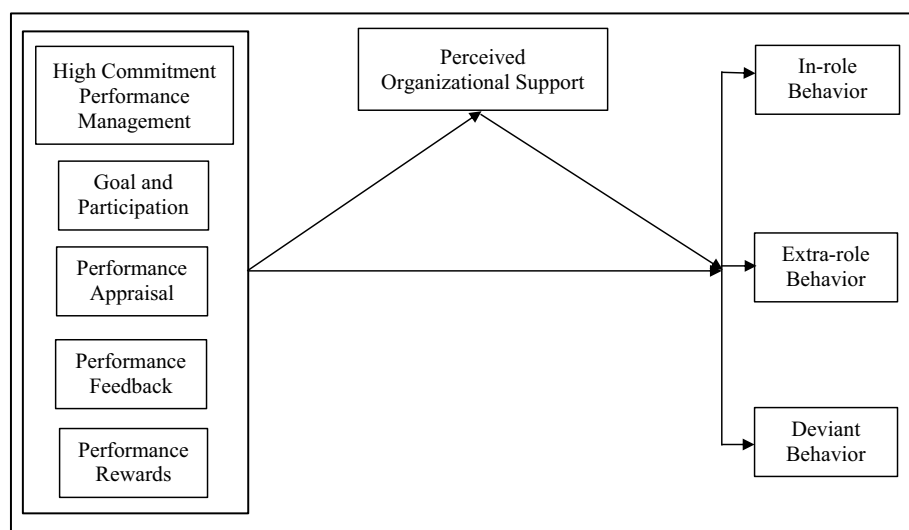 High Commitment
Performance
Management
Goal and
Participation
Performance
Appraisal
Performance
Feedback
Performance
Rewards
Perceived
Organizational Support
In-role
Behavior
Extra-role
Behavior
Deviant
Behavior